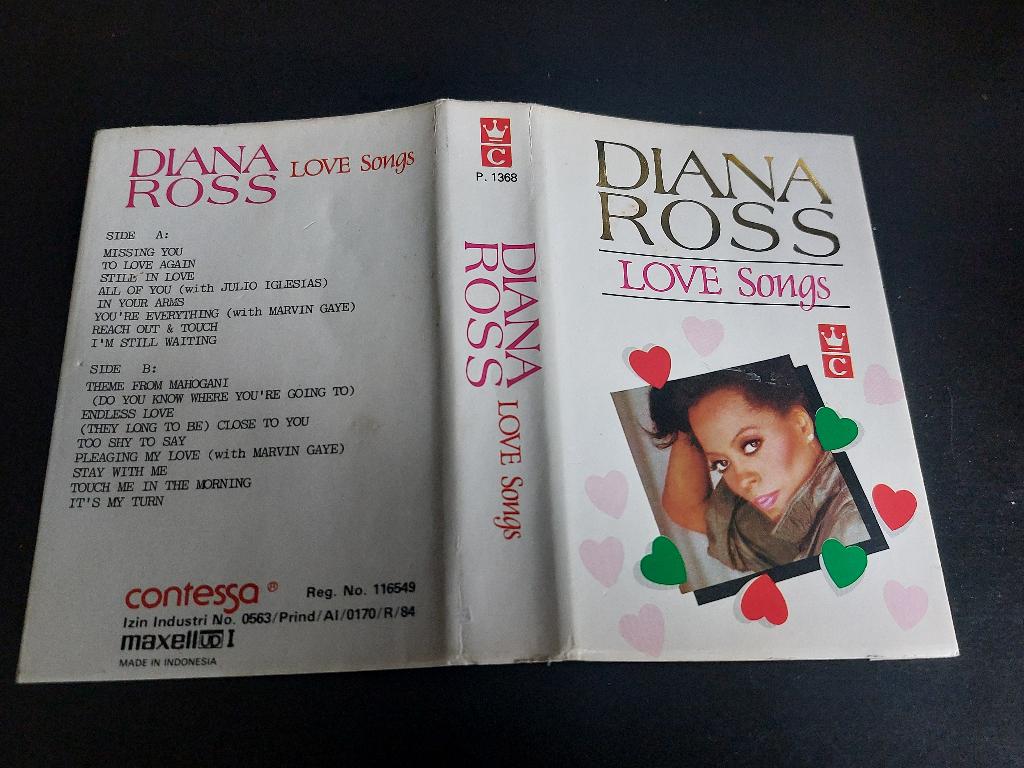 DIANA
ROSS
LOVE Songs
SIDE A:
MISSING YOU
TO LOVE AGAIN
STILL IN LOVE
ALL OF YOU (with JULIO IGLESIAS)
IN YOUR ARMS
YOU'RE EVERYTHING (with MARVIN GAYE)
REACH OUT & TOUCH
I'M STILL WAITING
SIDE B:
THEME FROM MAHOGANI
(DO YOU KNOW WHERE YOU'RE GOING TO)
ENDLESS LOVE
(THEY LONG TO BE) CLOSE TO YOU
TOO SHY TO SAY
PLEAGING MY LOVE (with MARVIN GAYE)
STAY WITH ME
TOUCH ME IN THE MORNING
IT'S MY TURN
contessa ® Reg. No. 116549
Izin Industri No. 0563/Prind/AI/0170/R/84
maxell UD I
MADE IN INDONESIA
C
P. 1368
DIANA
ROSS
LOVE Songs
DIANA
ROSS
LOVE Songs
C